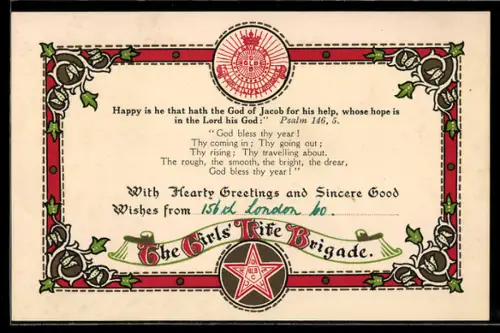 Happy is he that hath the God of Jacob for his help, whose hope is
in the Lord his God:" Psalm 146, 5.
"God bless thy year!
Thy coming in; Thy going out;
Thy rising; Thy travelling about.
The rough, the smooth, the bright, the drear,
God bless thy year!"
With Hearty Greetings and Sincere Good
Wishes from 156th London Co.
The Girls' Life Brigade.